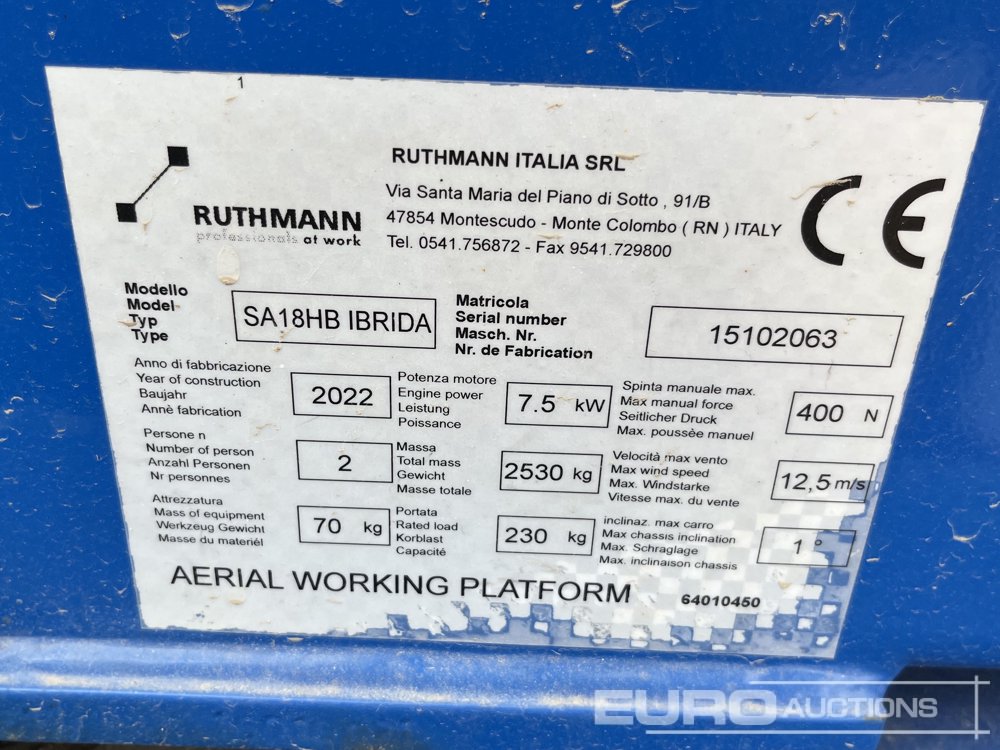 1
RUTHMANN
professionals at work
RUTHMANN ITALIA SRL
Via Santa Maria del Piano di Sotto , 91/B
47854 Montescudo - Monte Colombo ( RN ) ITALY
Tel. 0541.756872 - Fax 9541.729800
CE
Modello
Model
Typ
Type
SA18HB IBRIDA
Matricola
Serial number
Masch. Nr.
Nr. de Fabrication
15102063
Anno di fabbricazione
Year of construction
Baujahr
Annè fabrication
2022
Potenza motore
Engine power
Leistung
Poissance
7.5 kW
Spinta manuale max.
Max manual force
Seitlicher Druck
Max. poussèe manuel
400 N
Persone n
Number of person
Anzahl Personen
Nr personnes
2
Massa
Total mass
Gewicht
Masse totale
2530 kg
Velocità max vento
Max wind speed
Max. Windstarke
Vitesse max. du vente
12,5 m/s
Attrezzatura
Mass of equipment
Werkzeug Gewicht
Masse du materiél
70 kg
Portata
Rated load
Korblast
Capacité
230 kg
inclinaz. max carro
Max chassis inclination
Max. Schraglage
Max. inclinaison chassis
1 °
AERIAL WORKING PLATFORM
64010450
EURO AUCTIONS